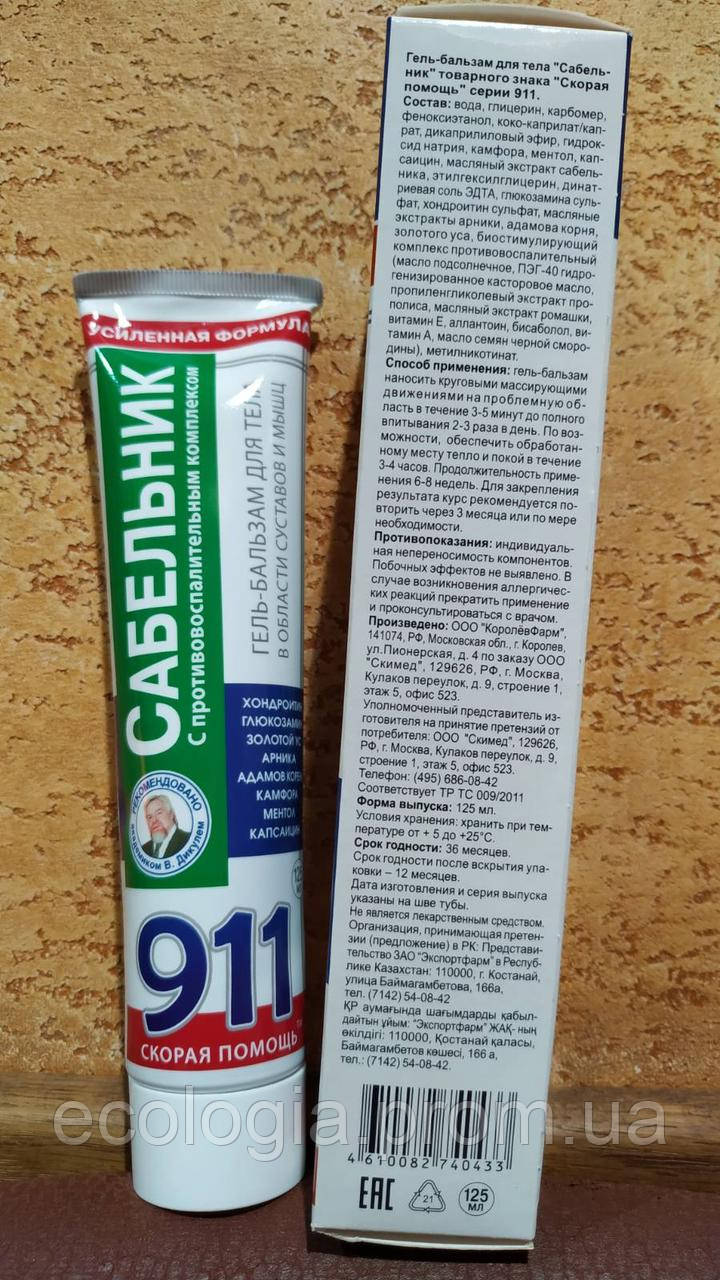 УСИЛЕННАЯ ФОРМУЛА
САБЕЛЬНИК
С противовоспалительным комплексом
ГЕЛЬ-БАЛЬЗАМ ДЛЯ ТЕЛА
В ОБЛАСТИ СУСТАВОВ И МЫШЦ
ХОНДРОИТИН
ГЛЮКОЗАМИН
ЗОЛОТОЙ УС
АРНИКА
АДАМОВ КОРЕНЬ
КАМФОРА
МЕНТОЛ
КАПСАИЦИН
РЕКОМЕНДОВАНО
академиком В. Дикулем
125
МЛ
911
СКОРАЯ ПОМОЩЬ
Гель-бальзам для тела "Сабель-
ник" товарного знака "Скорая
помощь" серии 911.
Состав: вода, глицерин, карбомер,
феноксиэтанол, коко-каприлат/кап-
рат, дикаприлиловый эфир, гидрок-
сид натрия, камфора, ментол, кап-
саицин, масляный экстракт сабель-
ника, этилгексилглицерин, динат-
риевая соль ЭДТА, глюкозамина суль-
фат, хондроитин сульфат, масляные
экстракты арники, адамова корня,
золотого уса, биостимулирующий
комплекс противовоспалительный
(масло подсолнечное, ПЭГ-40 гидро-
генизированное касторовое масло,
пропиленгликолевый экстракт про-
полиса, масляный экстракт ромашки,
витамин Е, аллантоин, бисаболол, ви-
тамин А, масло семян черной сморо-
дины), метилникотинат.
Способ применения: гель-бальзам
наносить круговыми массирующими
движениями на проблемную об-
ласть в течение 3-5 минут до полного
впитывания 2-3 раза в день. По воз-
можности, обеспечить обработан-
ному месту тепло и покой в течение
3-4 часов. Продолжительность приме-
нения 6-8 недель. Для закрепления
результата курс рекомендуется по-
вторить через 3 месяца или по мере
необходимости.
Противопоказания: индивидуаль-
ная непереносимость компонентов.
Побочных эффектов не выявлено. В
случае возникновения аллергичес-
ких реакций прекратить применение
и проконсультироваться с врачом.
Произведено: ООО "КоролёвФарм",
141074, РФ, Московская обл., г. Королев,
ул.Пионерская, д. 4 по заказу ООО
"Скимед", 129626, РФ, г. Москва,
Кулаков переулок, д. 9, строение 1,
этаж 5, офис 523.
Уполномоченный представитель из-
готовителя на принятие претензий от
потребителя: ООО "Скимед", 129626,
РФ, г. Москва, Кулаков переулок, д. 9,
строение 1, этаж 5, офис 523.
Телефон: (495) 686-08-42
Соответствует ТР ТС 009/2011
Форма выпуска: 125 мл.
Условия хранения: хранить при тем-
пературе от + 5 до +25°С.
Срок годности: 36 месяцев.
Срок годности после вскрытия упа-
ковки – 12 месяцев.
Дата изготовления и серия выпуска
указаны на шве тубы.
Не является лекарственным средством.
Организация, принимающая претен-
зии (предложение) в РК: Представи-
тельство ЗАО "Экспортфарм" в Респуб-
лике Казахстан: 110000, г. Костанай,
улица Баймагамбетова, 166а,
тел. (7142) 54-08-42
ҚР аумағында шағымдарды қабыл-
дайтын ұйым: "Экспортфарм" ЖАҚ- ның
өкілдігі: 110000, Қостанай қаласы,
Баймағамбетов көшесі, 166 а,
тел.: (7142) 54-08-42.
4 610082 740433
ЕАС
21
125
МЛ
ecologia.prom.ua